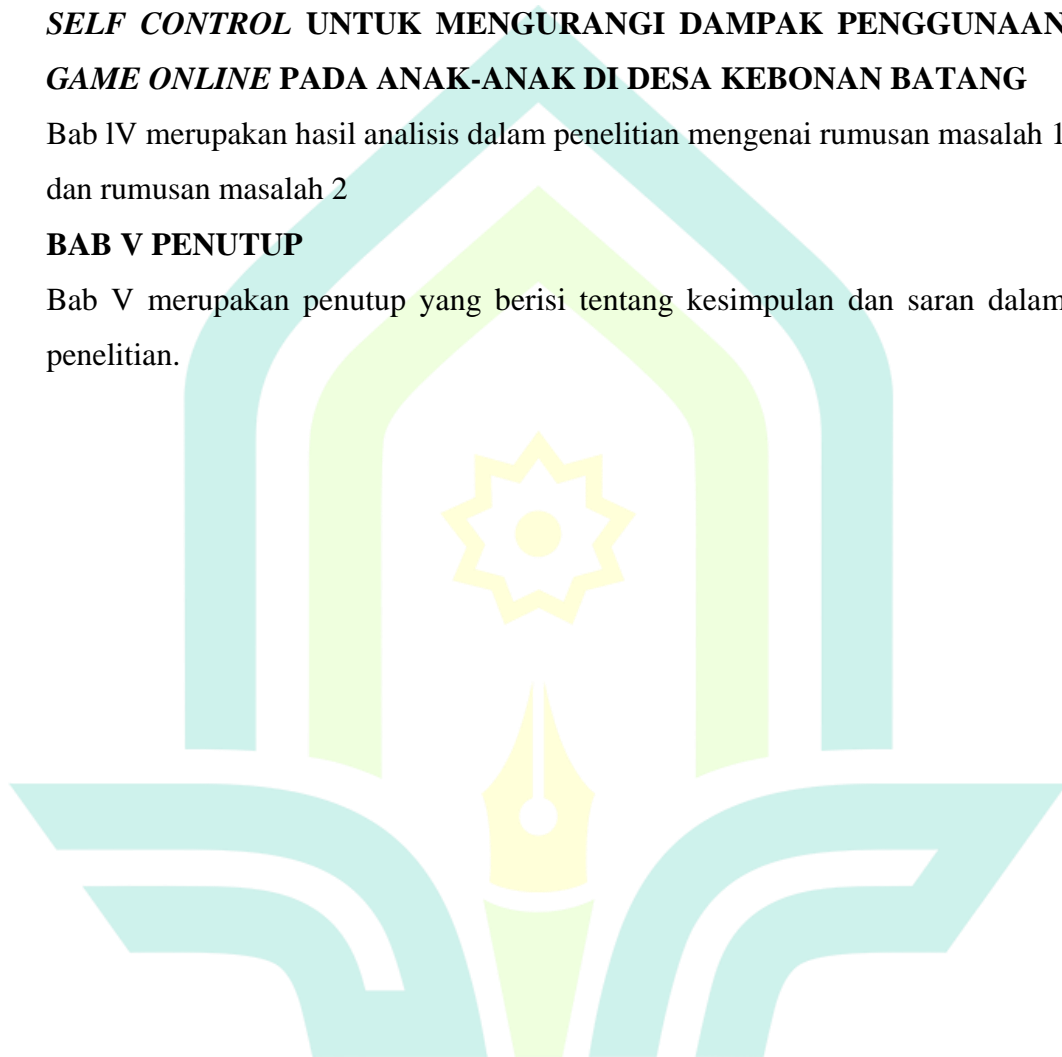 SELF CONTROL UNTUK MENGURANGI DAMPAK PENGGUNAAN
GAME ONLINE PADA ANAK-ANAK DI DESA KEBONAN BATANG
Bab lV merupakan hasil analisis dalam penelitian mengenai rumusan masalah 1
dan rumusan masalah 2
BAB V PENUTUP
Bab V merupakan penutup yang berisi tentang kesimpulan dan saran dalam
penelitian.